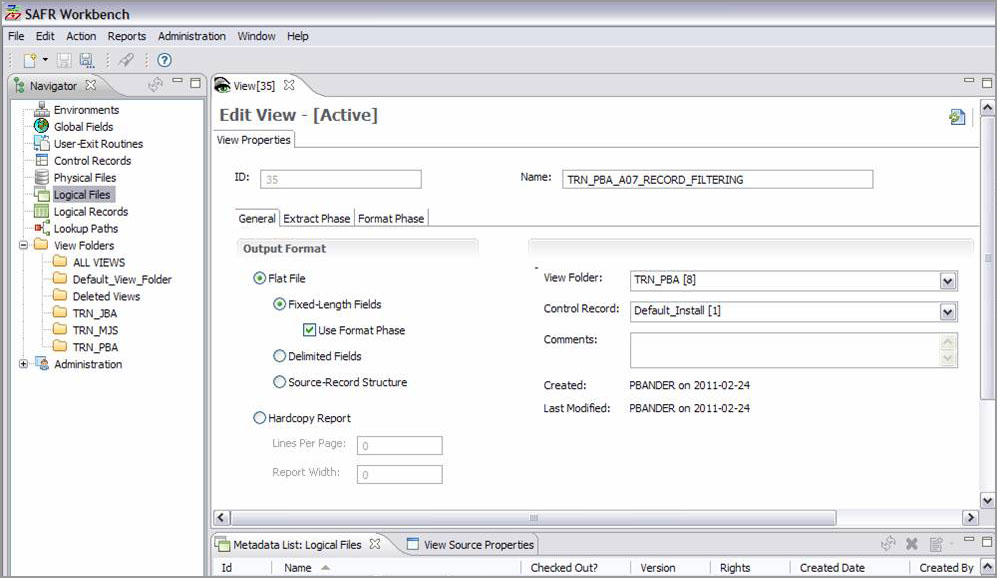 SAFR Workbench
File Edit Action Reports Administration Window Help
Navigator
Environments
Global Fields
User-Exit Routines
Control Records
Physical Files
Logical Files
Logical Records
Lookup Paths
View Folders
ALL VIEWS
Default_View_Folder
Deleted Views
TRN_JBA
TRN_MJS
TRN_PBA
Administration
View[35]
Edit View - [Active]
View Properties
ID: 35 Name: TRN_PBA_A07_RECORD_FILTERING
General Extract Phase Format Phase
Output Format
Flat File
Fixed-Length Fields
Use Format Phase
Delimited Fields
Source-Record Structure
Hardcopy Report
Lines Per Page: 0
Report Width: 0
View Folder: TRN_PBA [8]
Control Record: Default_Install [1]
Comments:
Created: PBANDER on 2011-02-24
Last Modified: PBANDER on 2011-02-24
Metadata List: Logical Files View Source Properties
Id Name Checked Out? Version Rights Created Date Created By